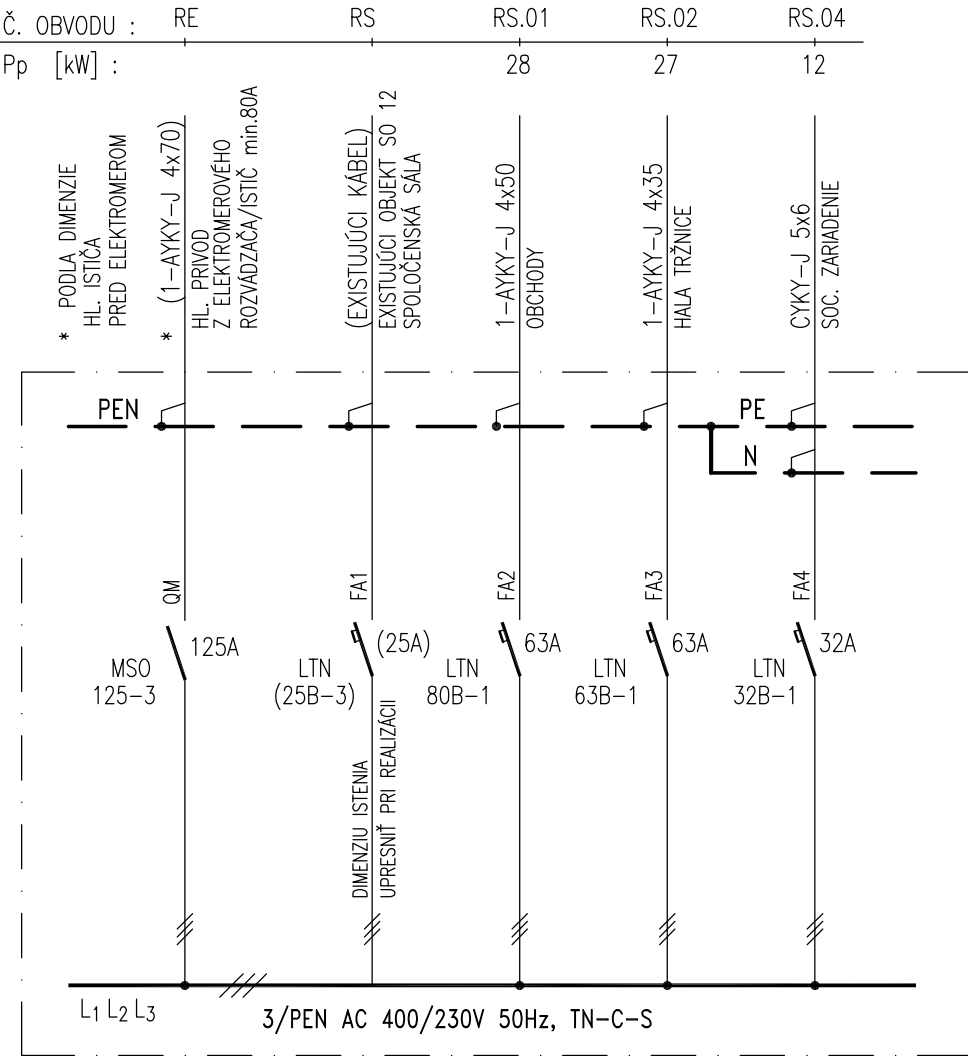 Č. OBVODU : RE RS RS.01 RS.02 RS.04
Pp [kW] : 28 27 12
* PODLA DIMENZIE
HL. ISTIČA
PRED ELEKTROMEROM
* (1-AYKY-J 4x70)
HL. PRIVOD
Z ELEKTROMEROVÉHO
ROZVÁDZAČA/ISTIČ min.80A
(EXISTUJÚCI KÁBEL)
EXISTUJÚCI OBJEKT SO 12
SPOLOČENSKÁ SÁLA
1-AYKY-J 4x50
OBCHODY
1-AYKY-J 4x35
HALA TRŽNICE
CYKY-J 5x6
SOC. ZARIADENIE
PEN
PE
N
QM
125A
MSO
125-3
FA1
(25A)
LTN
(25B-3)
DIMENZIU ISTENIA
UPRESNIŤ PRI REALIZÁCII
FA2
63A
LTN
80B-1
FA3
63A
LTN
63B-1
FA4
32A
LTN
32B-1
L1 L2 L3
3/PEN AC 400/230V 50Hz, TN-C-S